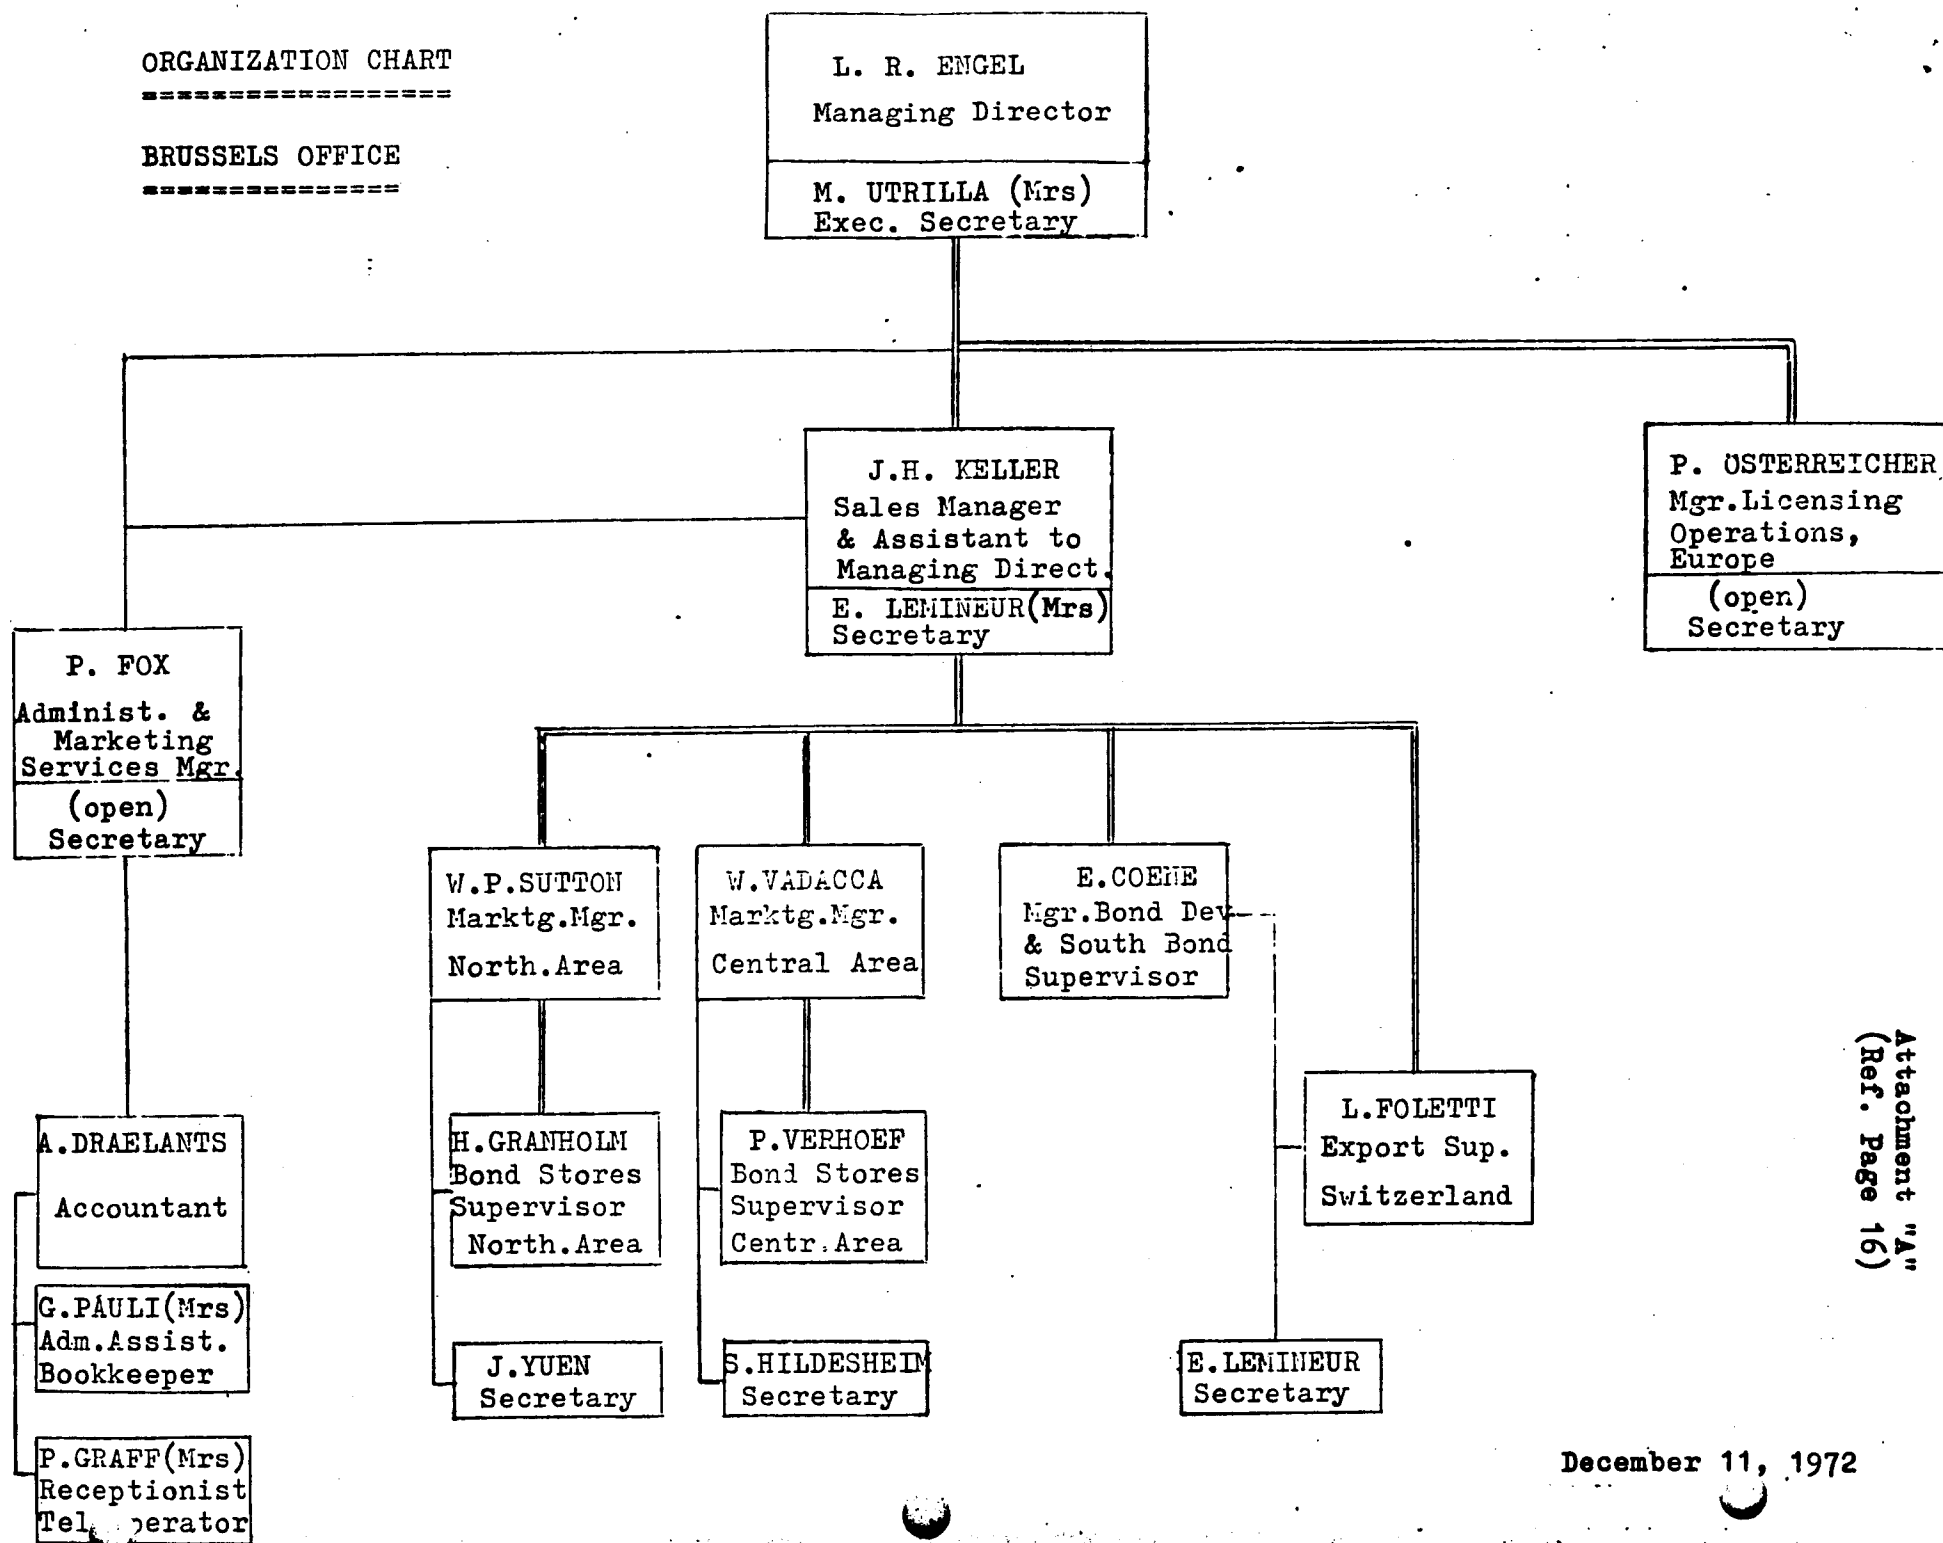 ORGANIZATION CHART
==================
BRUSSELS OFFICE
===============
L. R. ENGEL
Managing Director
M. UTRILLA (Mrs)
Exec. Secretary
J.H. KELLER
Sales Manager
& Assistant to
Managing Direct.
E. LEMINEUR(Mrs)
Secretary
P. ÖSTERREICHER
Mgr.Licensing
Operations,
Europe
(open)
Secretary
P. FOX
Administ. &
Marketing
Services Mgr.
(open)
Secretary
W.P.SUTTON
Marktg.Mgr.
North.Area
W.VADACCA
Marktg.Mgr.
Central Area
E.COENE
Mgr.Bond Dev
& South Bond
Supervisor
L.FOLETTI
Export Sup.
Switzerland
A.DRAELANTS
Accountant
H.GRANHOLM
Bond Stores
Supervisor
North.Area
P.VERHOEF
Bond Stores
Supervisor
Centr.Area
G.PAULI(Mrs)
Adm.Assist.
Bookkeeper
J.YUEN
Secretary
S.HILDESHEIM
Secretary
E.LEMINEUR
Secretary
P.GRAFF(Mrs)
Receptionist
Attachment "A"
(Ref. Page 16)
December 11, 1972